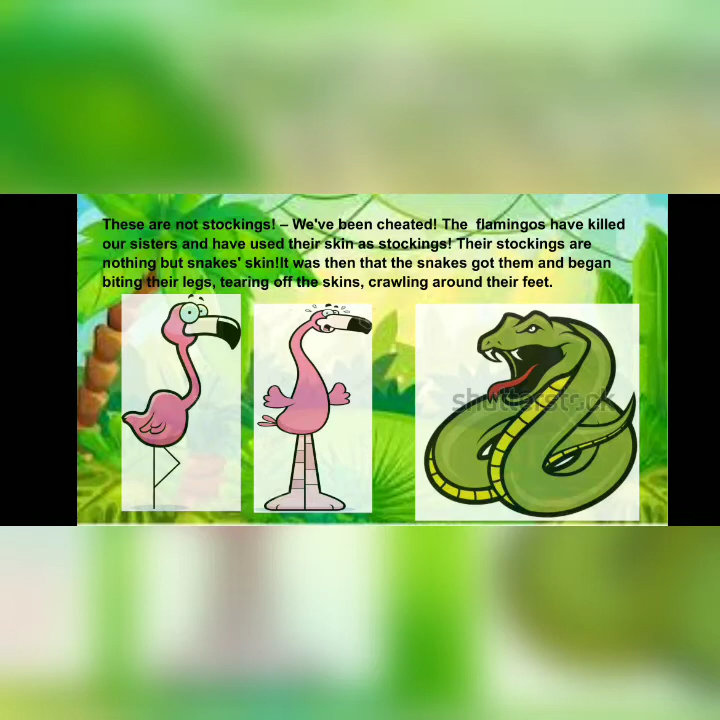 These are not stockings! – We've been cheated! The  flamingos have killed
our sisters and have used their skin as stockings! Their stockings are
nothing but snakes' skin!It was then that the snakes got them and began
biting their legs, tearing off the skins, crawling around their feet.
shutterstock